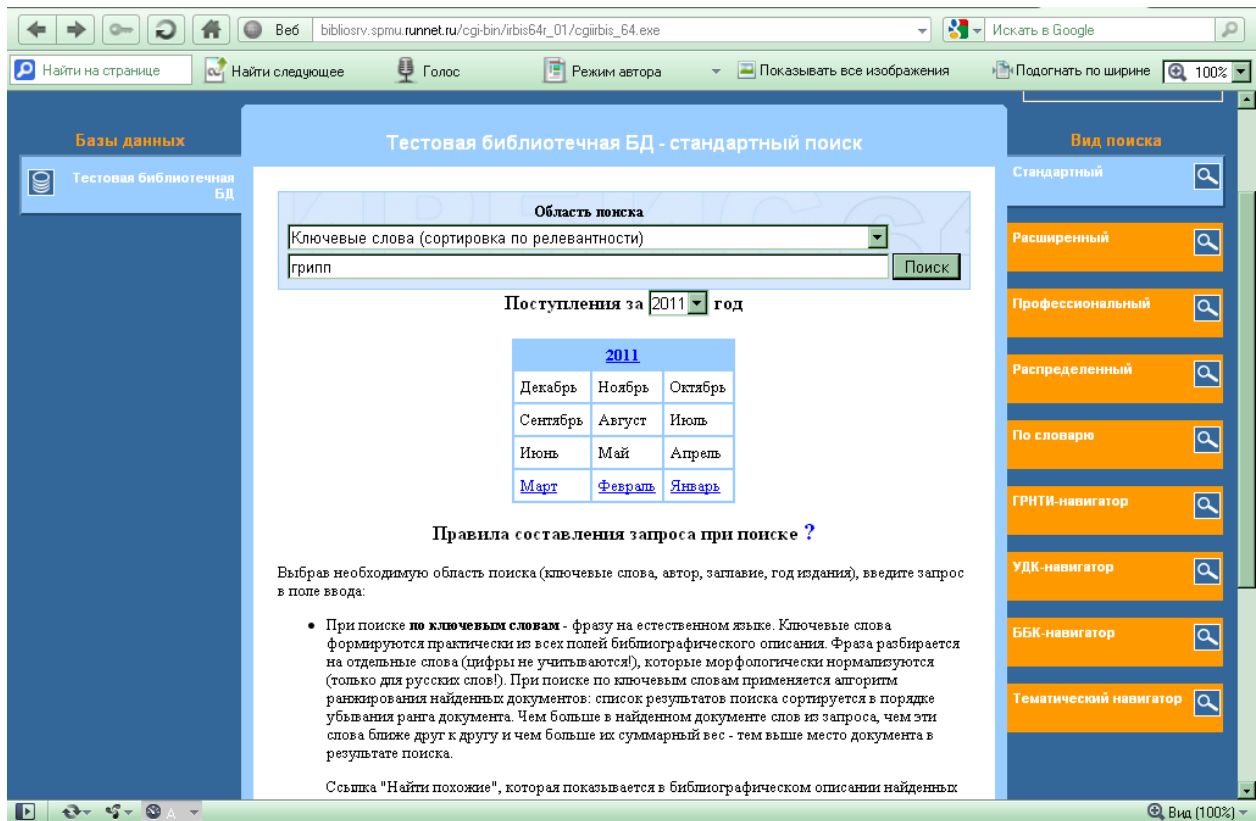 Веб bibliosrv.spmu.runnet.ru/cgi-bin/irbis64r_01/cgiirbis_64.exe Искать в Google
Найти на странице Найти следующее Голос Режим автора Показывать все изображения Подогнать по ширине 100%
Базы данных
Тестовая библиотечная
БД
Тестовая библиотечная БД - стандартный поиск
ИРБИС 64
Область поиска
Ключевые слова (сортировка по релевантности)
грипп Поиск
Поступления за 2011 год
2011
Декабрь Ноябрь Октябрь
Сентябрь Август Июль
Июнь Май Апрель
Март Февраль Январь
Правила составления запроса при поиске ?
Выбрав необходимую область поиска (ключевые слова, автор, заглавие, год издания), введите запрос
в поле ввода:
• При поиске по ключевым словам - фразу на естественном языке. Ключевые слова
формируются практически из всех полей библиографического описания. Фраза разбирается
на отдельные слова (цифры не учитываются!), которые морфологически нормализуются
(только для русских слов!). При поиске по ключевым словам применяется алгоритм
ранжирования найденных документов: список результатов поиска сортируется в порядке
убывания ранга документа. Чем больше в найденном документе слов из запроса, чем эти
слова ближе друг к другу и чем больше их суммарный вес - тем выше место документа в
результате поиска.
Ссылка "Найти похожие", которая показывается в библиографическом описании найденных
Вид поиска
Стандартный
Расширенный
Профессиональный
Распределенный
По словарю
ГРНТИ-навигатор
УДК-навигатор
ББК-навигатор
Тематический навигатор
A Вид (100%)